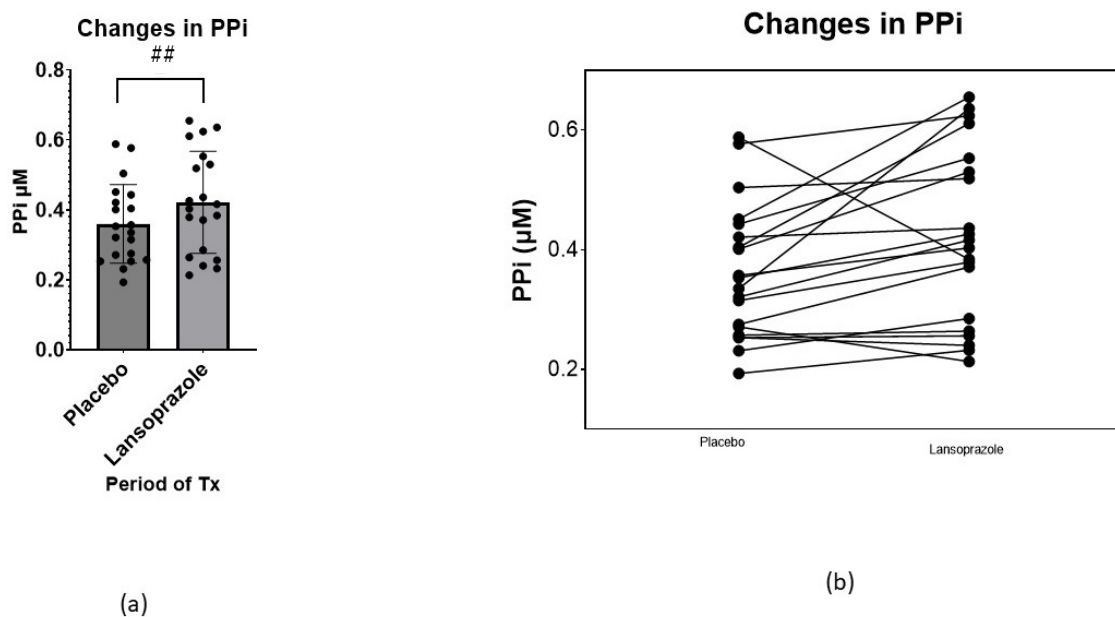 Changes in PPi
##
0.8
0.6
0.4
0.2
0.0
PPi µM
Placebo
Lansoprazole
Period of Tx
(a)
Changes in PPi
0.6
0.4
0.2
PPi (µM)
Placebo
Lansoprazole
(b)